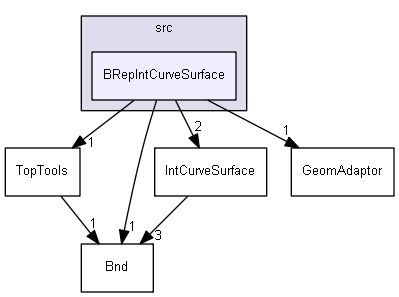 src
BRepIntCurveSurface
1
2
1
TopTools
IntCurveSurface
GeomAdaptor
1
1
3
Bnd